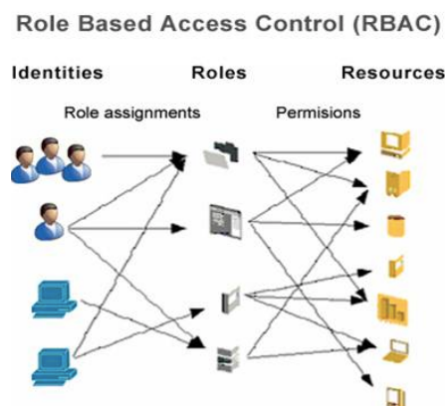 Role Based Access Control (RBAC)
Identities Roles Resources
Role assignments Permisions